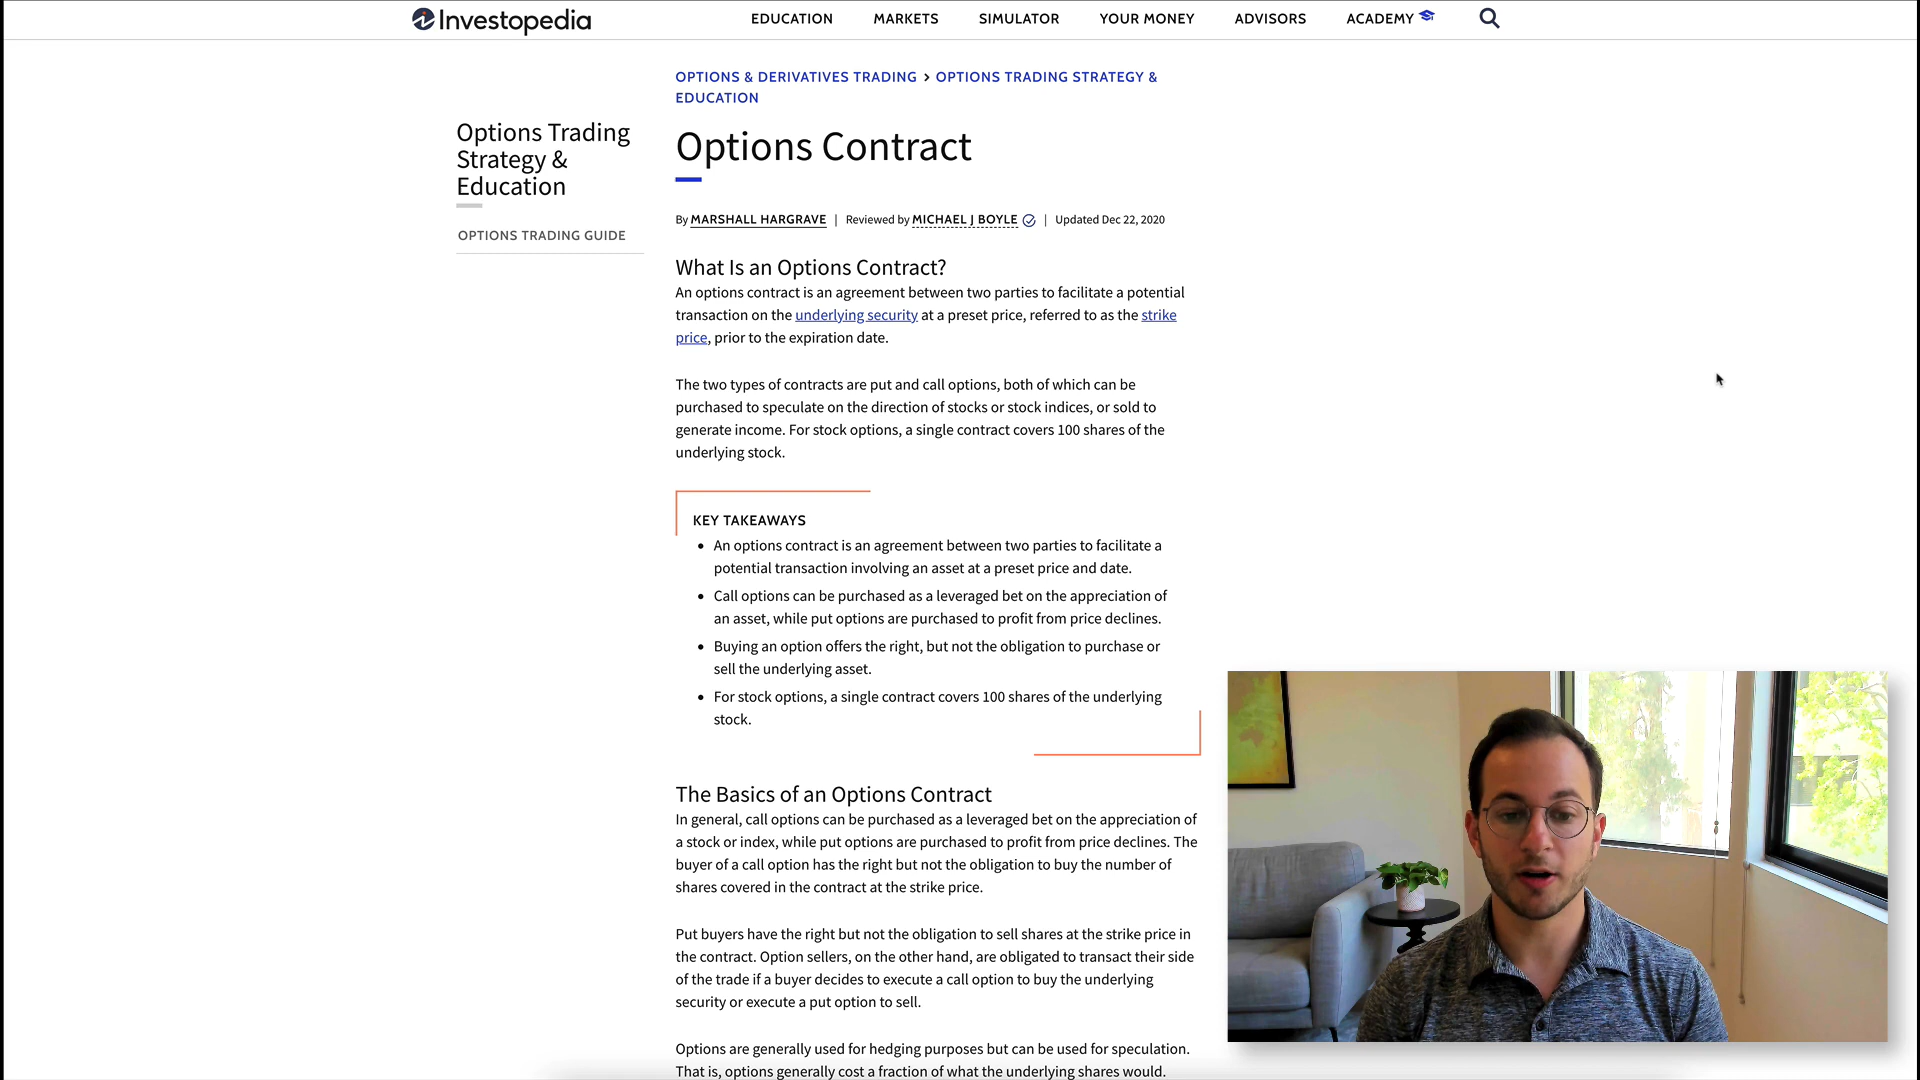 Investopedia
EDUCATION MARKETS SIMULATOR YOUR MONEY ADVISORS ACADEMY
OPTIONS & DERIVATIVES TRADING > OPTIONS TRADING STRATEGY &
EDUCATION
Options Trading
Strategy &
Education
OPTIONS TRADING GUIDE
Options Contract
By MARSHALL HARGRAVE | Reviewed by MICHAEL J BOYLE | Updated Dec 22, 2020
What Is an Options Contract?
An options contract is an agreement between two parties to facilitate a potential
transaction on the underlying security at a preset price, referred to as the strike
price, prior to the expiration date.
The two types of contracts are put and call options, both of which can be
purchased to speculate on the direction of stocks or stock indices, or sold to
generate income. For stock options, a single contract covers 100 shares of the
underlying stock.
KEY TAKEAWAYS
• An options contract is an agreement between two parties to facilitate a
potential transaction involving an asset at a preset price and date.
• Call options can be purchased as a leveraged bet on the appreciation of
an asset, while put options are purchased to profit from price declines.
• Buying an option offers the right, but not the obligation to purchase or
sell the underlying asset.
• For stock options, a single contract covers 100 shares of the underlying
stock.
The Basics of an Options Contract
In general, call options can be purchased as a leveraged bet on the appreciation of
a stock or index, while put options are purchased to profit from price declines. The
buyer of a call option has the right but not the obligation to buy the number of
shares covered in the contract at the strike price.
Put buyers have the right but not the obligation to sell shares at the strike price in
the contract. Option sellers, on the other hand, are obligated to transact their side
of the trade if a buyer decides to execute a call option to buy the underlying
security or execute a put option to sell.
Options are generally used for hedging purposes but can be used for speculation.
That is, options generally cost a fraction of what the underlying shares would.